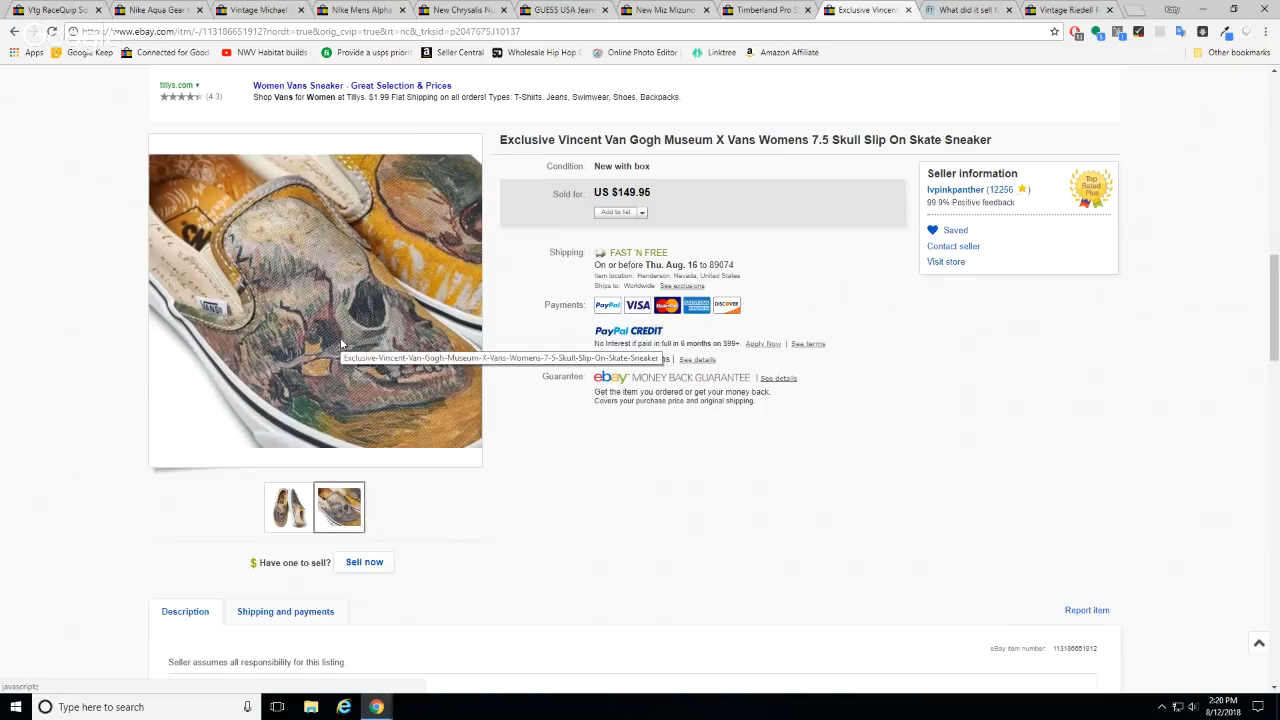 Vtg RaceQuip S
Nike Aqua Gear
Vintage Michael
Nike Mens Alpha
New Chrysalis
GUESS USA Jea
New Miz Mizuno
Timberland Pro
Exclusive Vincent
What did it sell
Vintage Riedell
https://www.ebay.com/itm/-/113186651912?nordt=true&orig_cvip=true&rt=nc&_trksid=p2047675.l10137
Apps
Google Keep
Connected for Good
NWV Habitat builds
Provide a usps priorit
Seller Central
Wholesale Hip Hop C
Online Photo Editor |
Linktree
Amazon Affiliate
Other bookmarks
tillys.com
(4.3)
Women Vans Sneaker - Great Selection & Prices
Shop Vans for Women at Tillys. $1.99 Flat Shipping on all orders! Types: T-Shirts, Jeans, Swimwear, Shoes, Backpacks.
Exclusive Vincent Van Gogh Museum X Vans Womens 7.5 Skull Slip On Skate Sneaker
Condition: New with box
Sold for: US $149.95
Add to list
Shipping: FAST 'N FREE
On or before Thu. Aug. 16 to 89074
Item location: Henderson, Nevada, United States
Ships to: Worldwide See exclusions
Payments: PayPal VISA MasterCard AMERICAN EXPRESS DISCOVER
PayPal CREDIT
No Interest if paid in full in 6 months on $99+. Apply Now | See terms
See details
Guarantee: ebay MONEY BACK GUARANTEE | See details
Get the item you ordered or get your money back.
Covers your purchase price and original shipping.
Seller information
lvpinkpanther (12256 )
99.9% Positive feedback
Top Rated Plus
Saved
Contact seller
Visit store
VANS
Exclusive-Vincent-Van-Gogh-Museum-X-Vans-Womens-7-5-Skull-Slip-On-Skate-Sneaker
$ Have one to sell? Sell now
Description
Shipping and payments
Report item
eBay item number: 113186651912
Seller assumes all responsibility for this listing.
javascript:;
Type here to search
2:20 PM
8/12/2018